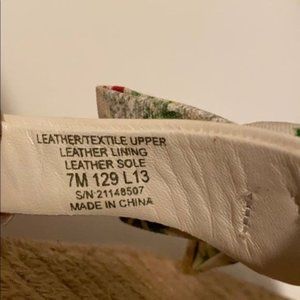 LEATHER/TEXTILE UPPER
LEATHER LINING
LEATHER SOLE
7M 129 L13
S/N 21148507
MADE IN CHINA